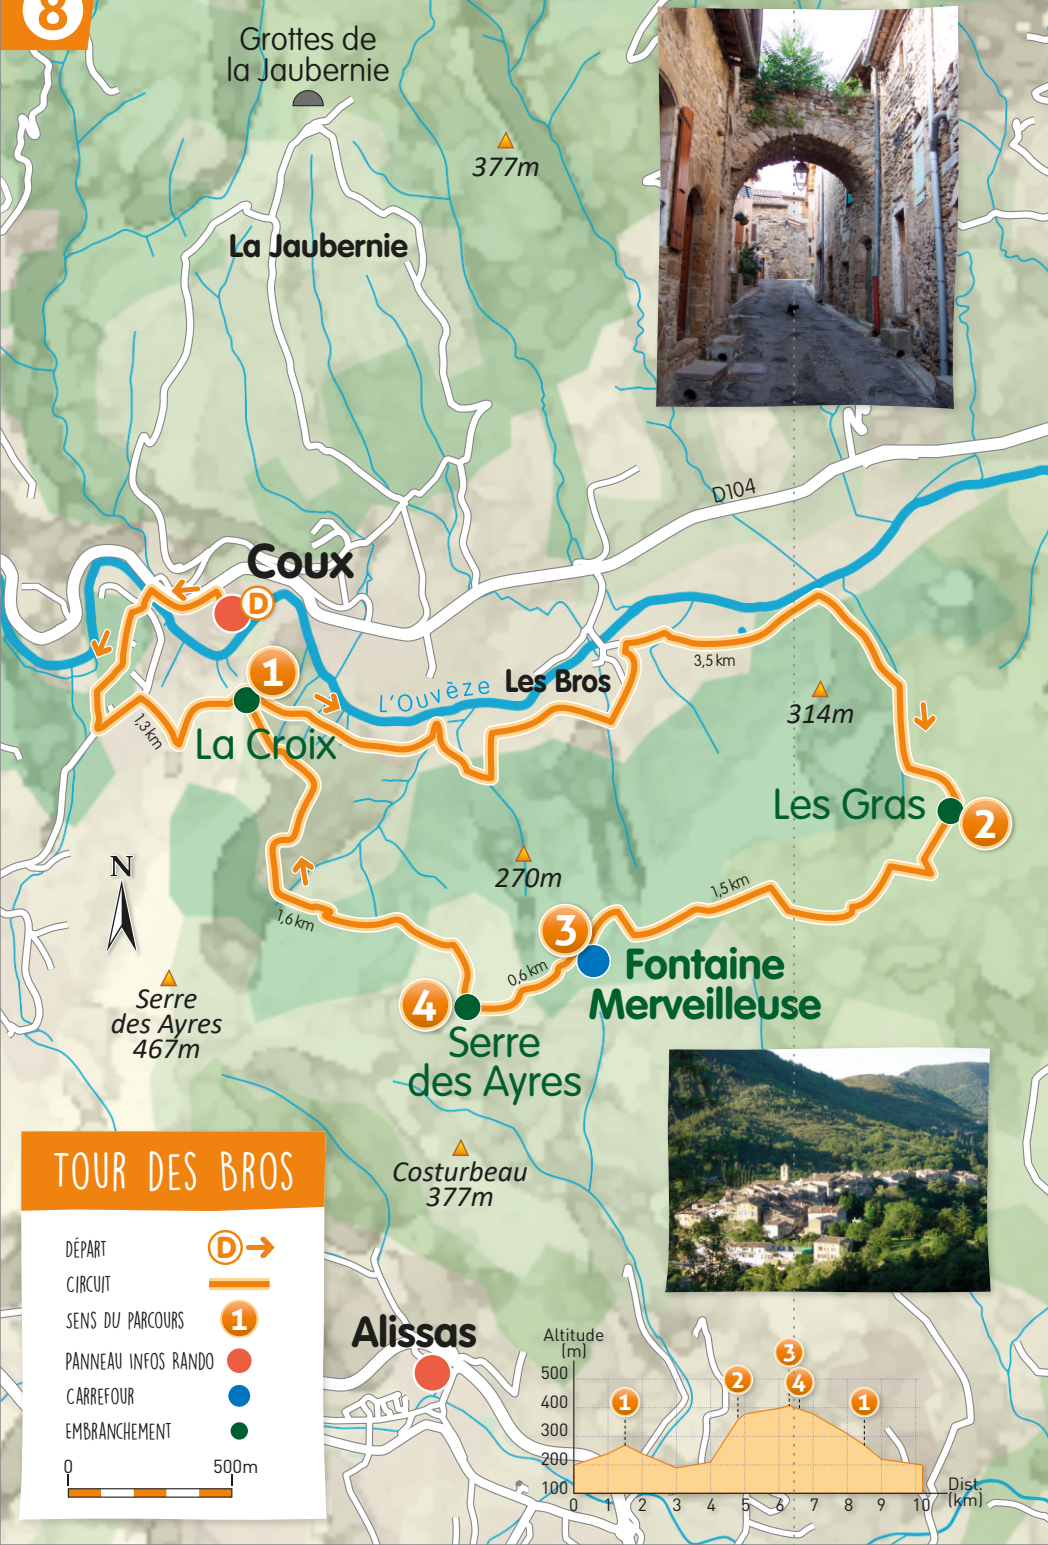 8
Grottes de
la Jaubernie
377m
La Jaubernie
D104
Coux
D
1
L'Ouvèze
Les Bros
3,5 km
314m
La Croix
1,3 km
Les Gras
2
N
270m
1,5 km
1,6 km
3
0,6 km
Fontaine
Merveilleuse
4
Serre
des Ayres
467m
Serre
des Ayres
Costurbeau
377m
TOUR DES BROS
DÉPART D
CIRCUIT
SENS DU PARCOURS 1
PANNEAU INFOS RANDO
CARREFOUR
EMBRANCHEMENT
0 500m
Alissas
Altitude
(m)
500
400
300
200
100
1
2
3
4
1
0 1 2 3 4 5 6 7 8 9 10
Dist.
(km)